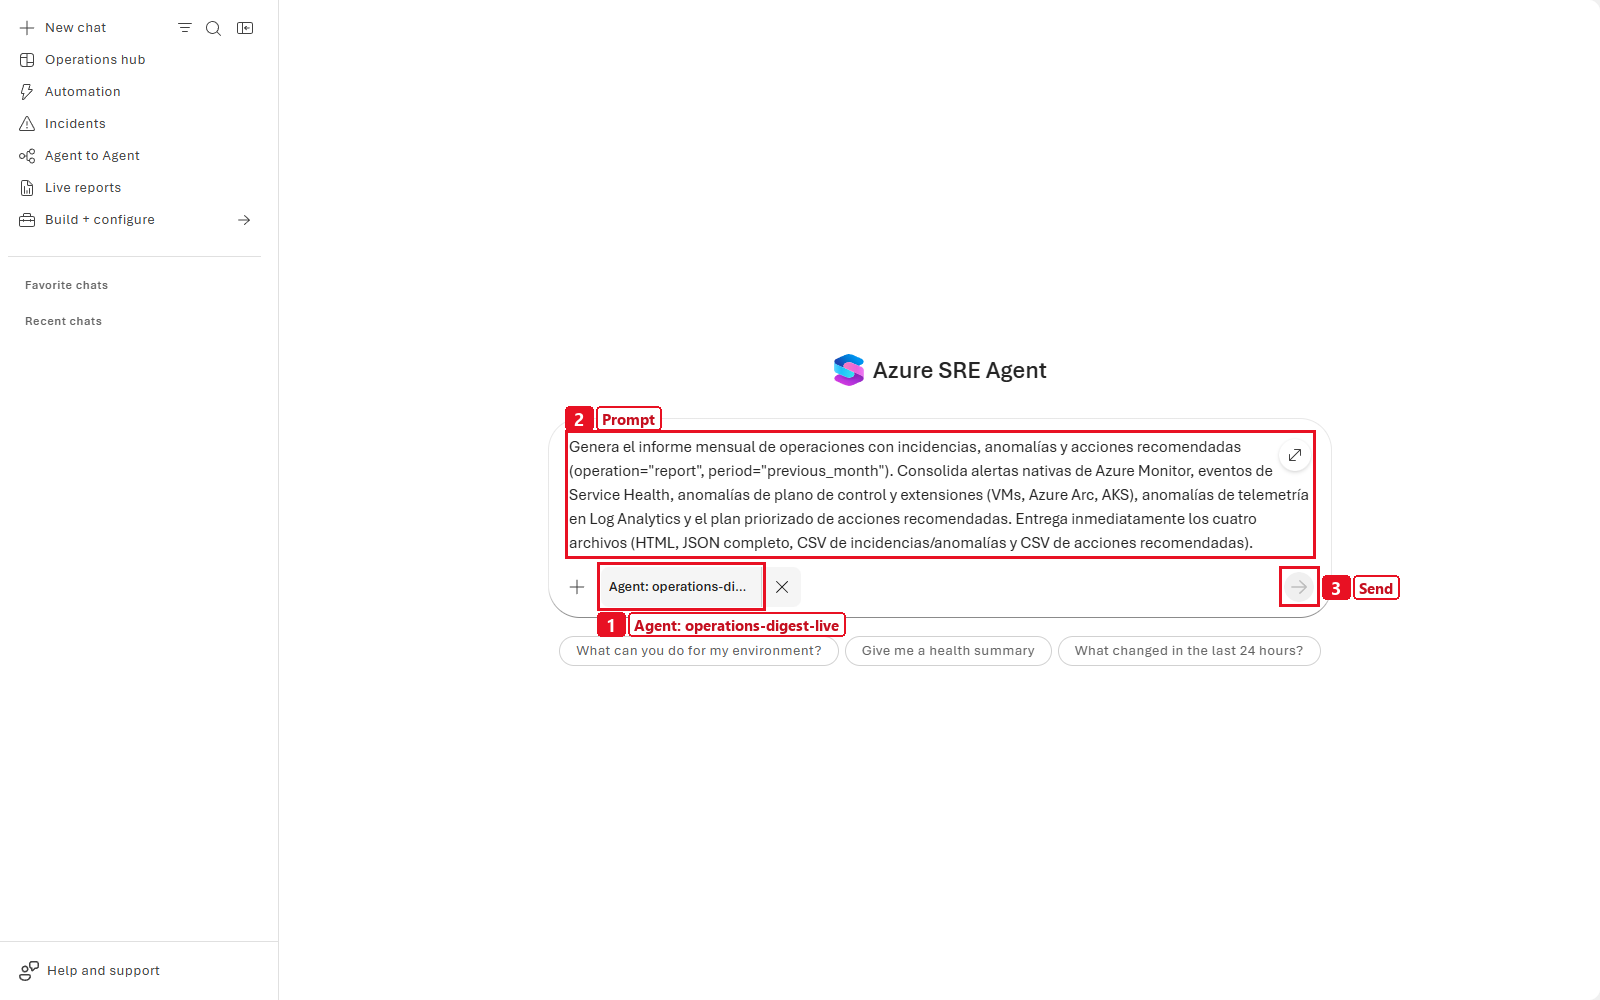 New chat
Operations hub
Automation
Incidents
Agent to Agent
Live reports
Build + configure
Favorite chats
Recent chats
Help and support
Azure SRE Agent
2 Prompt
Genera el informe mensual de operaciones con incidencias, anomalías y acciones recomendadas
(operation="report", period="previous_month"). Consolida alertas nativas de Azure Monitor, eventos de
Service Health, anomalías de plano de control y extensiones (VMs, Azure Arc, AKS), anomalías de telemetría
en Log Analytics y el plan priorizado de acciones recomendadas. Entrega inmediatamente los cuatro
archivos (HTML, JSON completo, CSV de incidencias/anomalías y CSV de acciones recomendadas).
Agent: operations-di...
3 Send
1 Agent: operations-digest-live
What can you do for my environment?
Give me a health summary
What changed in the last 24 hours?